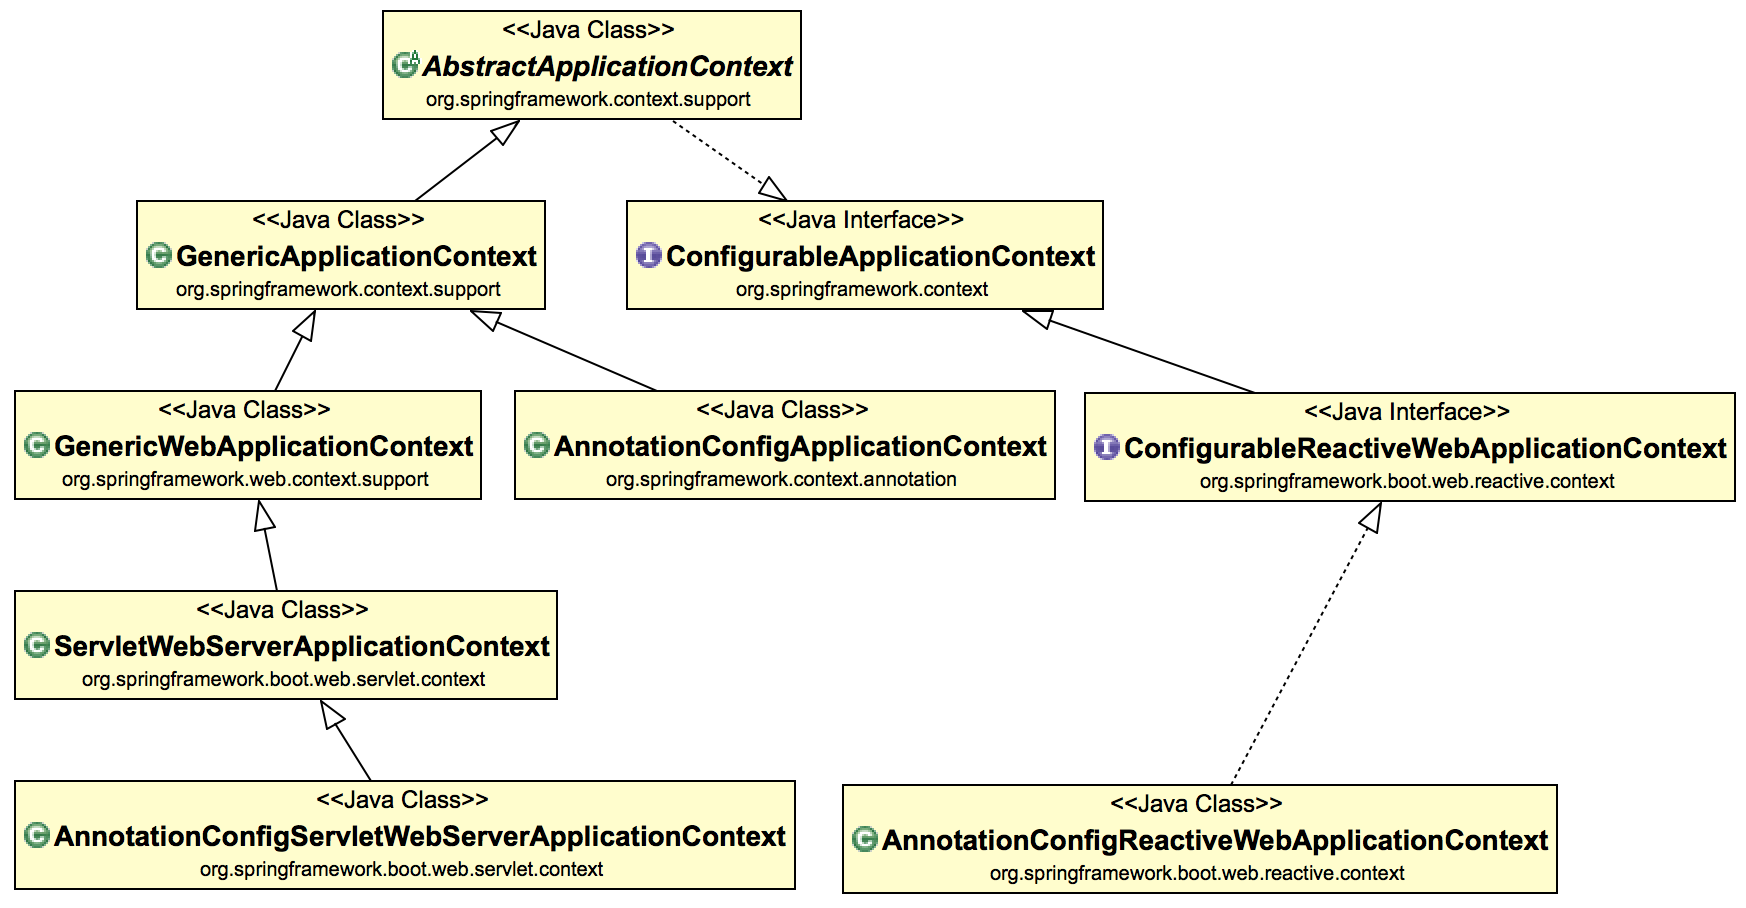 <<Java Class>>
AbstractApplicationContext
org.springframework.context.support
<<Java Class>>
GenericApplicationContext
org.springframework.context.support
<<Java Interface>>
ConfigurableApplicationContext
org.springframework.context
<<Java Class>>
GenericWebApplicationContext
org.springframework.web.context.support
<<Java Class>>
AnnotationConfigApplicationContext
org.springframework.context.annotation
<<Java Interface>>
ConfigurableReactiveWebApplicationContext
org.springframework.boot.web.reactive.context
<<Java Class>>
ServletWebServerApplicationContext
org.springframework.boot.web.servlet.context
<<Java Class>>
AnnotationConfigServletWebServerApplicationContext
org.springframework.boot.web.servlet.context
<<Java Class>>
AnnotationConfigReactiveWebApplicationContext
org.springframework.boot.web.reactive.context